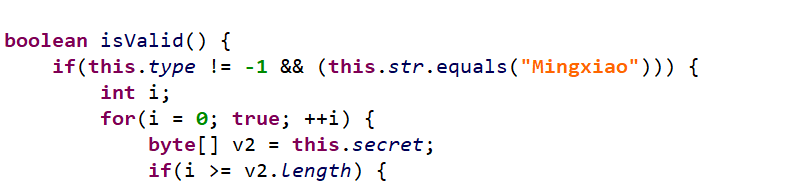 boolean isValid() {
    if(this.type != -1 && (this.str.equals("Mingxiao"))) {
        int i;
        for(i = 0; true; ++i) {
            byte[] v2 = this.secret;
            if(i >= v2.length) {